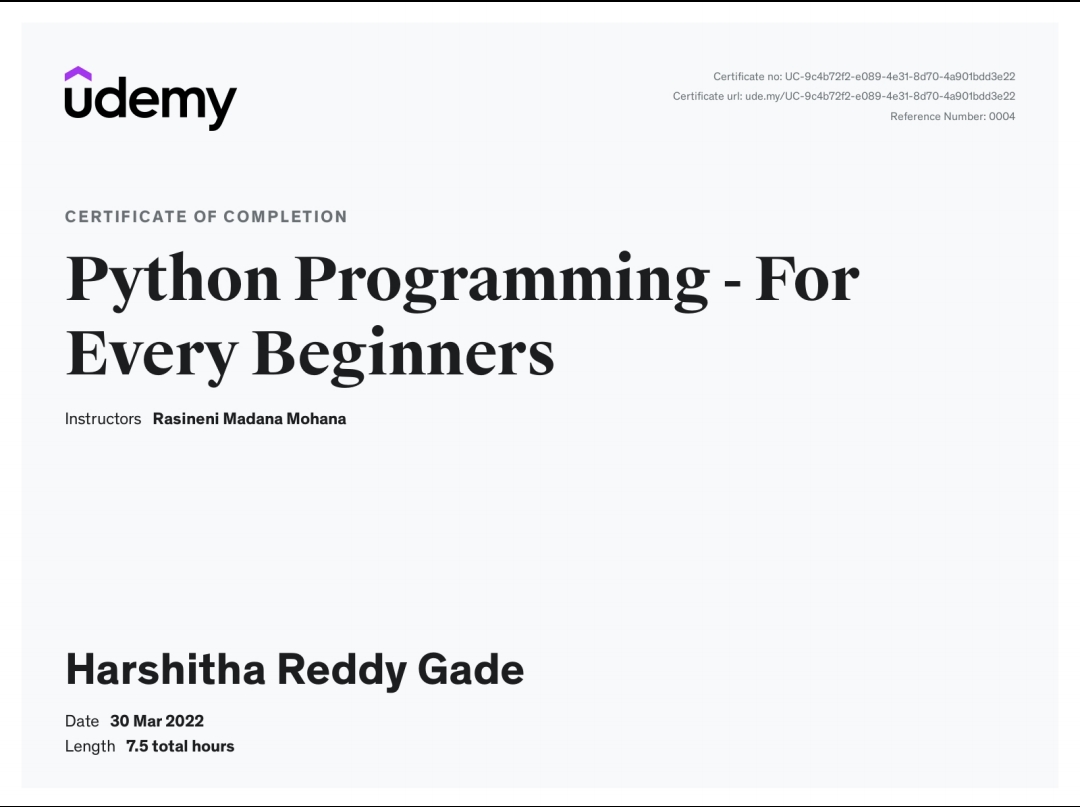 udemy
Certificate no: UC-9c4b72f2-e089-4e31-8d70-4a901bdd3e22
Certificate url: ude.my/UC-9c4b72f2-e089-4e31-8d70-4a901bdd3e22
Reference Number: 0004
CERTIFICATE OF COMPLETION
Python Programming - For
Every Beginners
Instructors Rasineni Madana Mohana
Harshitha Reddy Gade
Date 30 Mar 2022
Length 7.5 total hours